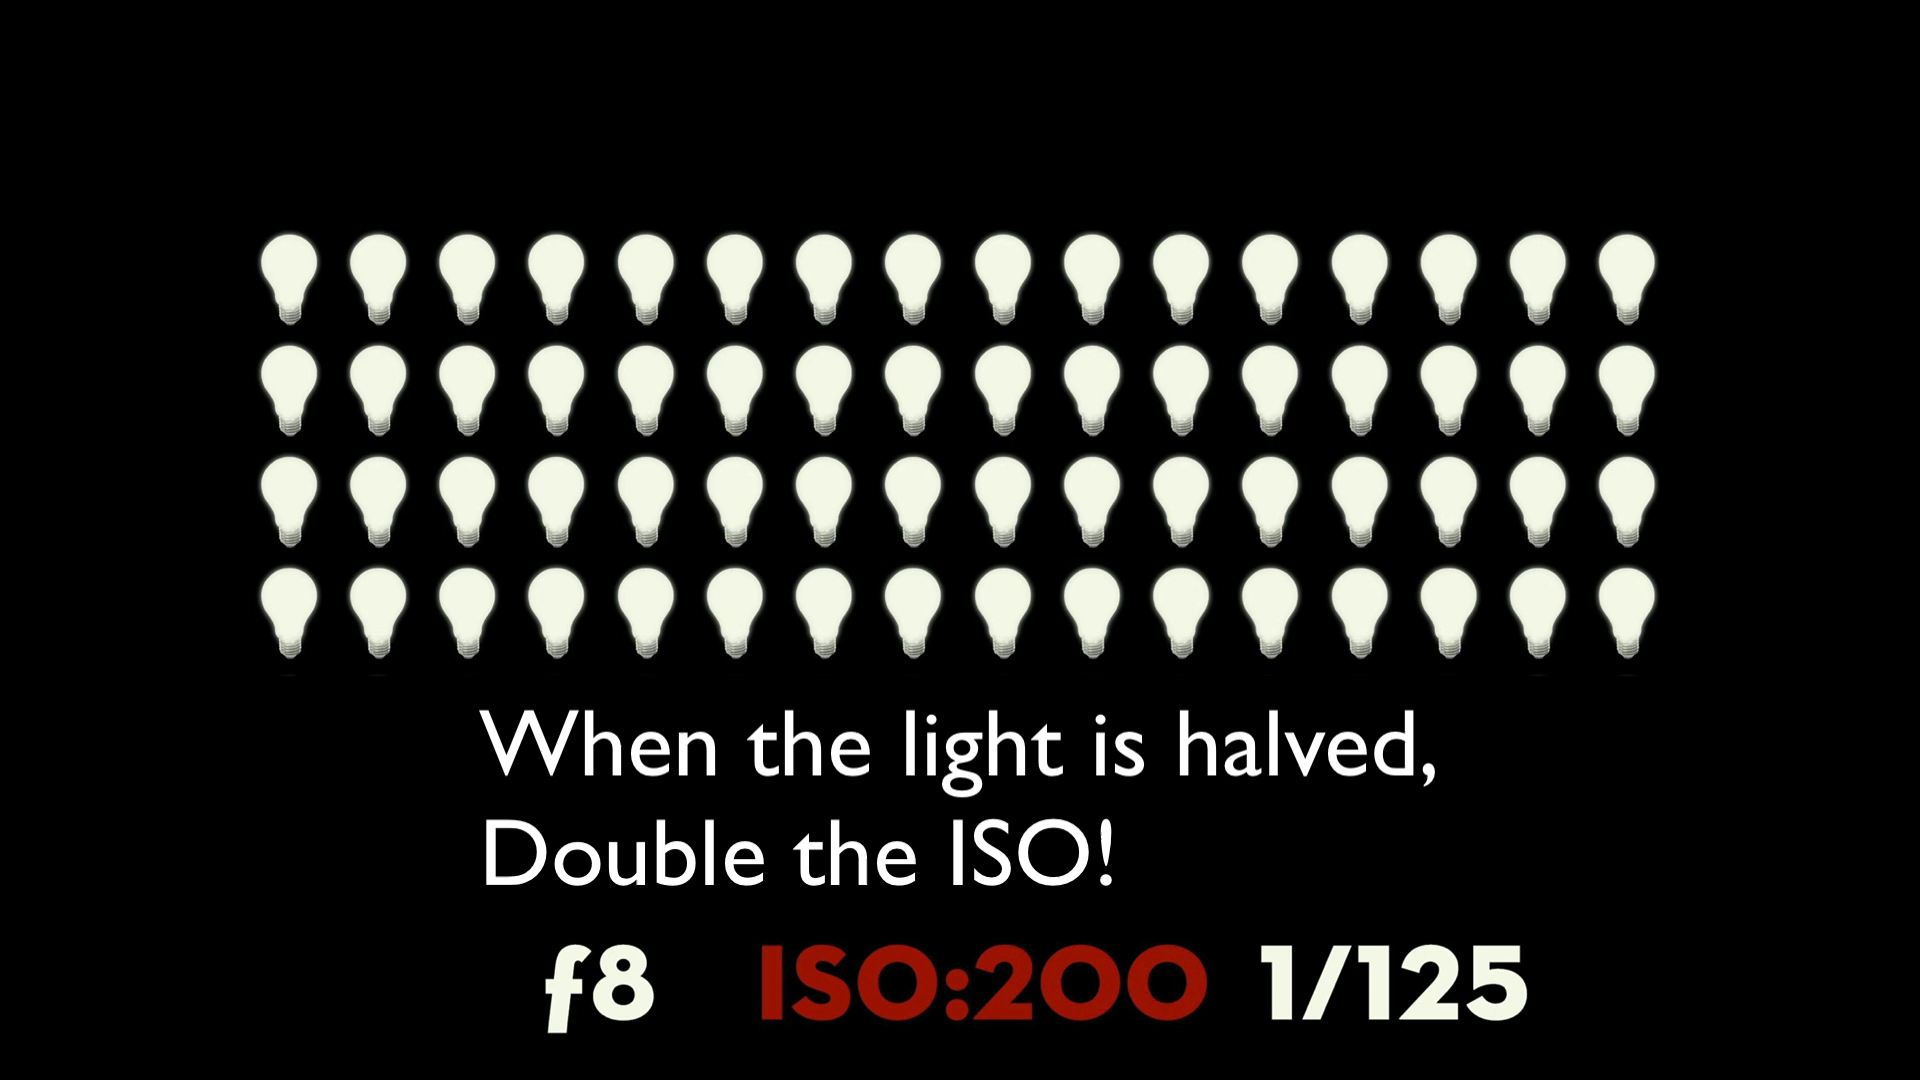 When the light is halved,
Double the ISO!
f8 ISO:200 1/125